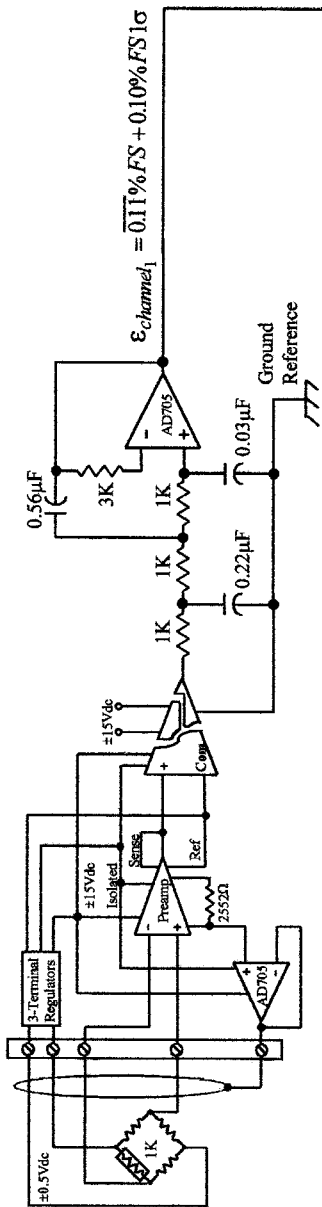 ±0.5Vdc
1K
3-Terminal
Regulators
±15Vdc
Isolated
Sense
Preamp
-
+
Ref
2552Ω
+
-
AD705
±15Vdc
+
Com
1K
1K
1K
0.22µF
0.03µF
0.56µF
3K
-
+
AD705
Ground
Reference
εchannel₁ = 0.11%FS + 0.10%FS1σ